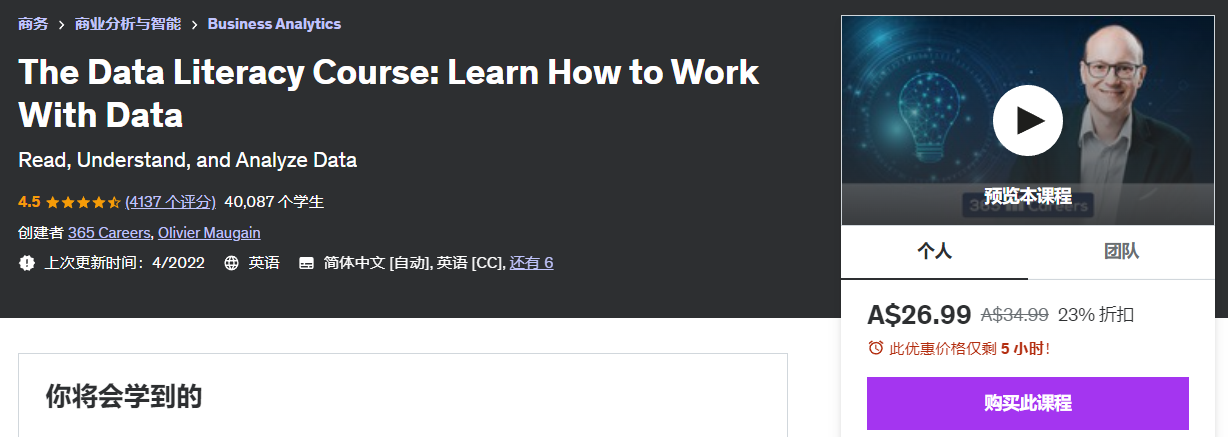 商务 > 商业分析与智能 > Business Analytics
The Data Literacy Course: Learn How to Work
With Data
Read, Understand, and Analyze Data
4.5 (4137 个评分) 40,087 个学生
创建者 365 Careers, Olivier Maugain
上次更新时间：4/2022 英语 简体中文 [自动], 英语 [CC], 还有 6
你将会学到的
预览本课程
365 Careers
个人 团队
A$26.99 A$34.99 23% 折扣
此优惠价格仅剩 5 小时！
购买此课程